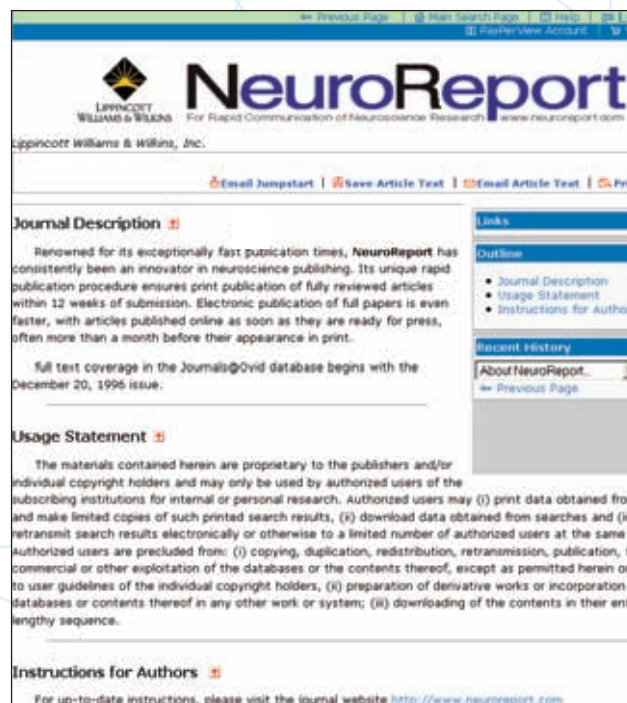 Previous Page | Main Search Page | Help |
PayPerView Account |
NeuroReport
LIPPINCOTT
WILLIAMS & WILKINS
For Rapid Communication of Neuroscience Research www.neuroreport.com
Lippincott Williams & Wilkins, Inc.
Email Jumpstart | Save Article Text | Email Article Text |
Journal Description
Links
Renowned for its exceptionally fast publication times, NeuroReport has
consistently been an innovator in neuroscience publishing. Its unique rapid
publication procedure ensures print publication of fully reviewed articles
within 12 weeks of submission. Electronic publication of full papers is even
faster, with articles published online as soon as they are ready for press,
often more than a month before their appearance in print.
Full text coverage in the Journals@Ovid database begins with the
December 20, 1996 issue.
Outline
• Journal Description
• Usage Statement
• Instructions for Autho
Recent History
About NeuroReport..
Previous Page
Usage Statement
The materials contained herein are proprietary to the publishers and/or
individual copyright holders and may only be used by authorized users of the
subscribing institutions for internal or personal research. Authorized users may (i) print data obtained fro
and make limited copies of such printed search results, (ii) download data obtained from searches and (i
retransmit search results electronically or otherwise to a limited number of authorized users at the same
Authorized users are precluded from: (i) copying, duplication, redistribution, retransmission, publication,
commercial or other exploitation of the databases or the contents thereof, except as permitted herein or
to user guidelines of the individual copyright holders, (ii) preparation of derivative works or incorporation
databases or contents thereof in any other work or system; (iii) downloading of the contents in their ent
lengthy sequence.
Instructions for Authors
For up-to-date instructions, please visit the journal website http://www.neuroreport.com